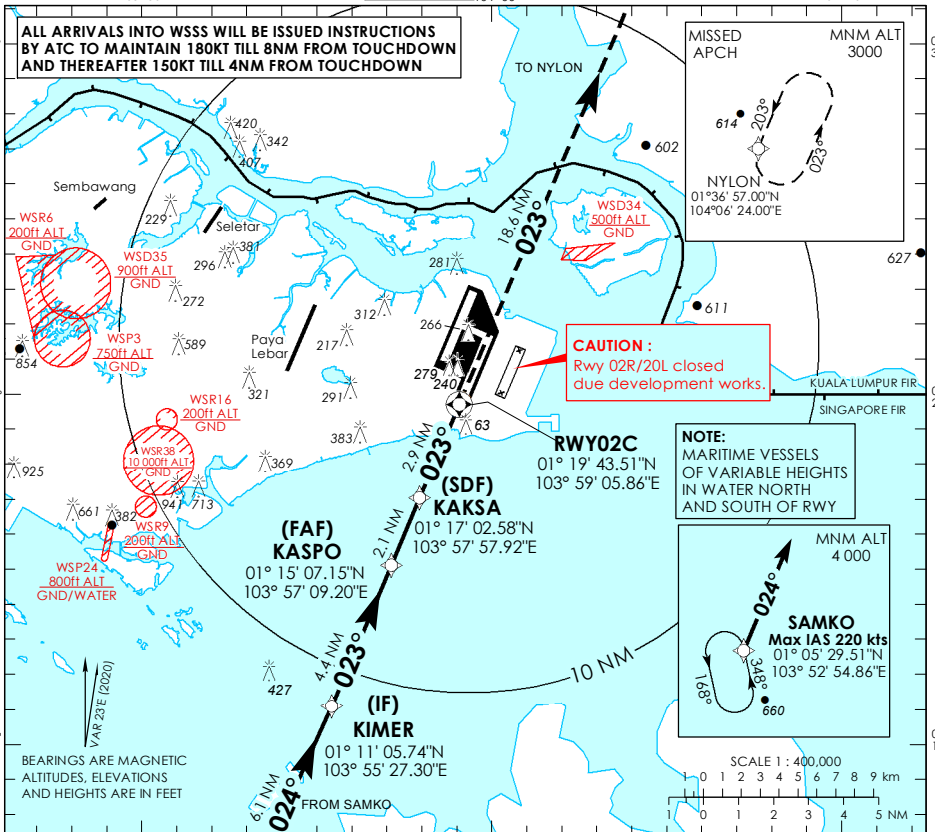 ALL ARRIVALS INTO WSSS WILL BE ISSUED INSTRUCTIONS
BY ATC TO MAINTAIN 180KT TILL 8NM FROM TOUCHDOWN
AND THEREAFTER 150KT TILL 4NM FROM TOUCHDOWN
TO NYLON
MISSED
APCH
MNM ALT
3000
614
203°
023°
NYLON
01°36' 57.00"N
104°06' 24.00"E
420
407
342
602
627
611
Sembawang
229
Seletar
381
296
WSR6
200ft ALT
GND
WSD35
900ft ALT
GND
272
WSP3
750ft ALT
GND
854
589
Paya
Lebar
18.6 NM
023°
WSD34
500ft ALT
GND
281
312
217
266
279
240
321
291
CAUTION :
Rwy 02R/20L closed
due development works.
KUALA LUMPUR FIR
SINGAPORE FIR
WSR16
200ft ALT
GND
WSR38
10 000ft ALT
GND
383
63
369
925
941
713
661
382
WSR9
200ft ALT
GND
WSP24
800ft ALT
GND/WATER
RWY02C
01° 19' 43.51"N
103° 59' 05.86"E
2.9 NM
023°
(SDF)
KAKSA
01° 17' 02.58"N
103° 57' 57.92"E
2.1 NM
(FAF)
KASPO
01° 15' 07.15"N
103° 57' 09.20"E
NOTE:
MARITIME VESSELS
OF VARIABLE HEIGHTS
IN WATER NORTH
AND SOUTH OF RWY
MNM ALT
4 000
024°
SAMKO
Max IAS 220 kts
01° 05' 29.51"N
103° 52' 54.86"E
168°
348°
660
4.4 NM
023°
427
10 NM
(IF)
KIMER
01° 11' 05.74"N
103° 55' 27.30"E
VAR 23'E (2020)
BEARINGS ARE MAGNETIC
ALTITUDES, ELEVATIONS
AND HEIGHTS ARE IN FEET
6.1 NM
024°
FROM SAMKO
SCALE 1 : 400,000
1 0 1 2 3 4 5 6 7 8 9 km
1 0 1 2 3 4 5 NM